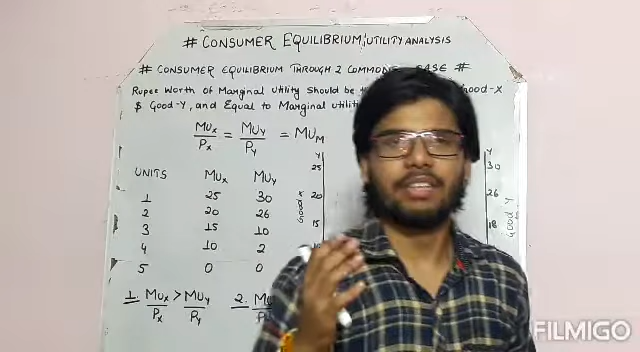 # CONSUMER EQUILIBRIUM, UTILITY ANALYSIS
# CONSUMER EQUILIBRIUM THROUGH 2 CASE #
Rupee Worth of Marginal Utility Should be Good-X
$ Good-Y, and Equal to Marginal
MUx/Px = MUy/Py = MUM
UNITS MUx MUy
1 25 30
2 20 26
3 15 10
4 10 2
5 0 0
1. MUx/Px > MUy/Py 2.
Y
25
20
15
Good X
Y
30
26
18
Good Y
FILMIGO